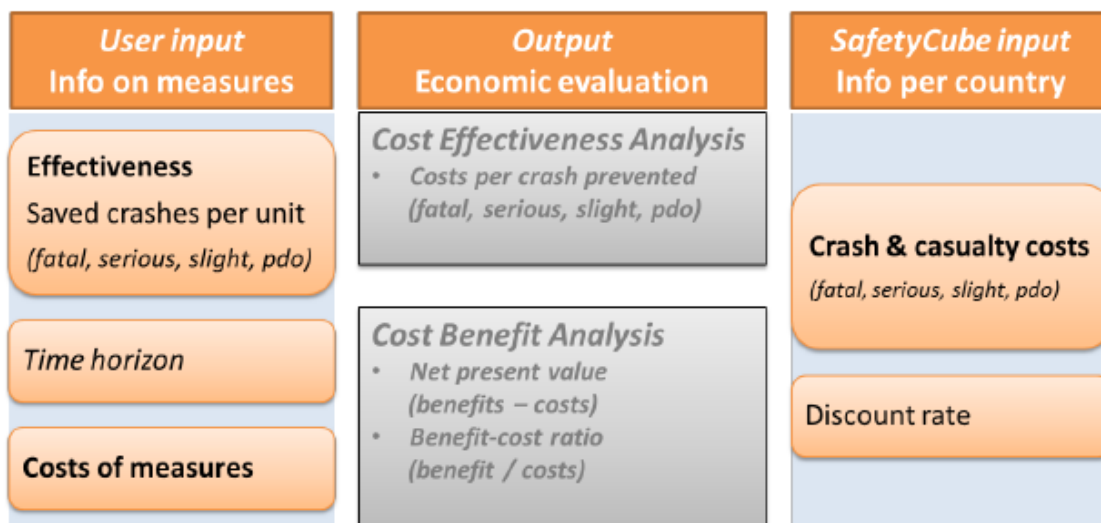 User input
Info on measures
Effectiveness
Saved crashes per unit
(fatal, serious, slight, pdo)
Time horizon
Costs of measures
Output
Economic evaluation
Cost Effectiveness Analysis
• Costs per crash prevented
(fatal, serious, slight, pdo)
Cost Benefit Analysis
• Net present value
(benefits – costs)
• Benefit-cost ratio
(benefit / costs)
SafetyCube input
Info per country
Crash & casualty costs
(fatal, serious, slight, pdo)
Discount rate